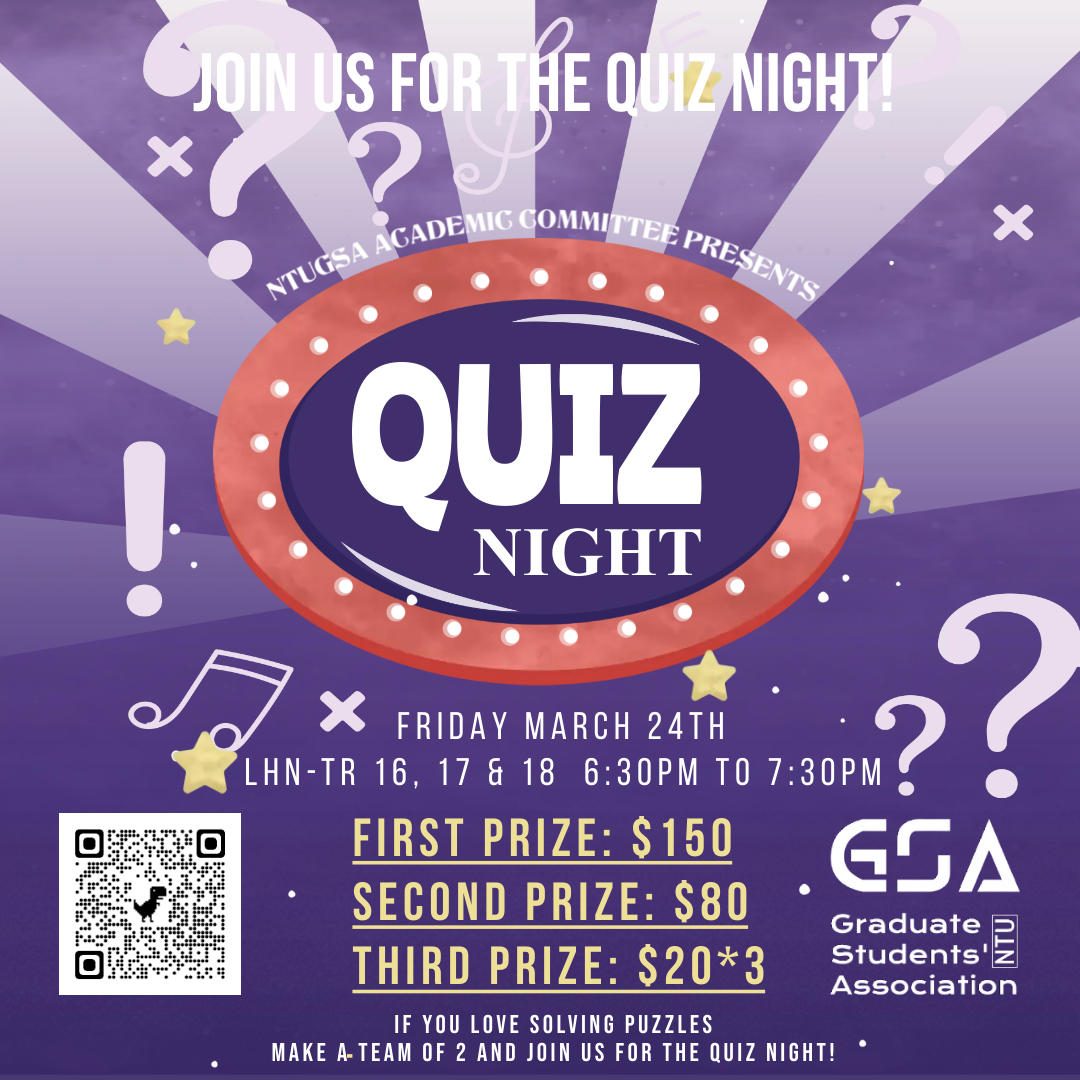 JOIN US FOR THE QUIZ NIGHT!
NTUGSA ACADEMIC COMMITTEE PRESENTS
QUIZ
NIGHT
FRIDAY MARCH 24TH
LHN-TR 16, 17 & 18 6:30PM TO 7:30PM
FIRST PRIZE: $150
SECOND PRIZE: $80
THIRD PRIZE: $20*3
GSA
Graduate
Students'
Association
NTU
IF YOU LOVE SOLVING PUZZLES
MAKE A TEAM OF 2 AND JOIN US FOR THE QUIZ NIGHT!